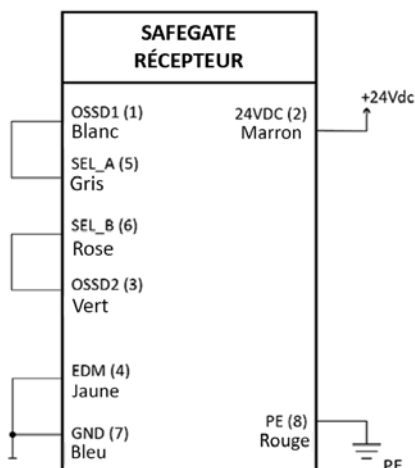 SAFEGATE
RÉCEPTEUR
OSSD1 (1)
Blanc
SEL_A (5)
Gris
SEL_B (6)
Rose
OSSD2 (3)
Vert
EDM (4)
Jaune
GND (7)
Bleu
+24Vdc
24VDC (2)
Marron
PE (8)
Rouge
PE